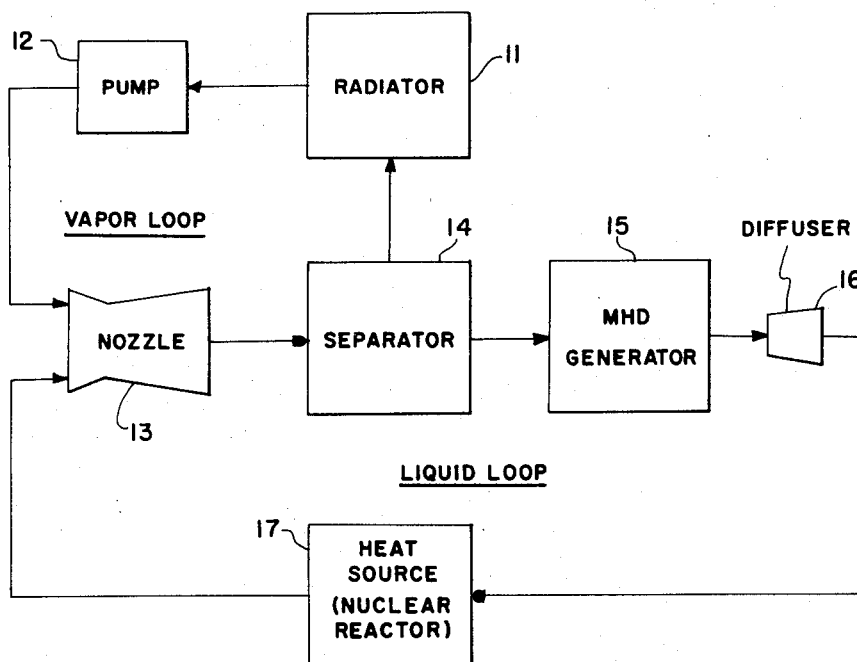 12
PUMP
RADIATOR
11
VAPOR LOOP
14
15
DIFFUSER
16
NOZZLE
SEPARATOR
MHD
GENERATOR
13
LIQUID LOOP
17
HEAT
SOURCE
(NUCLEAR
REACTOR)